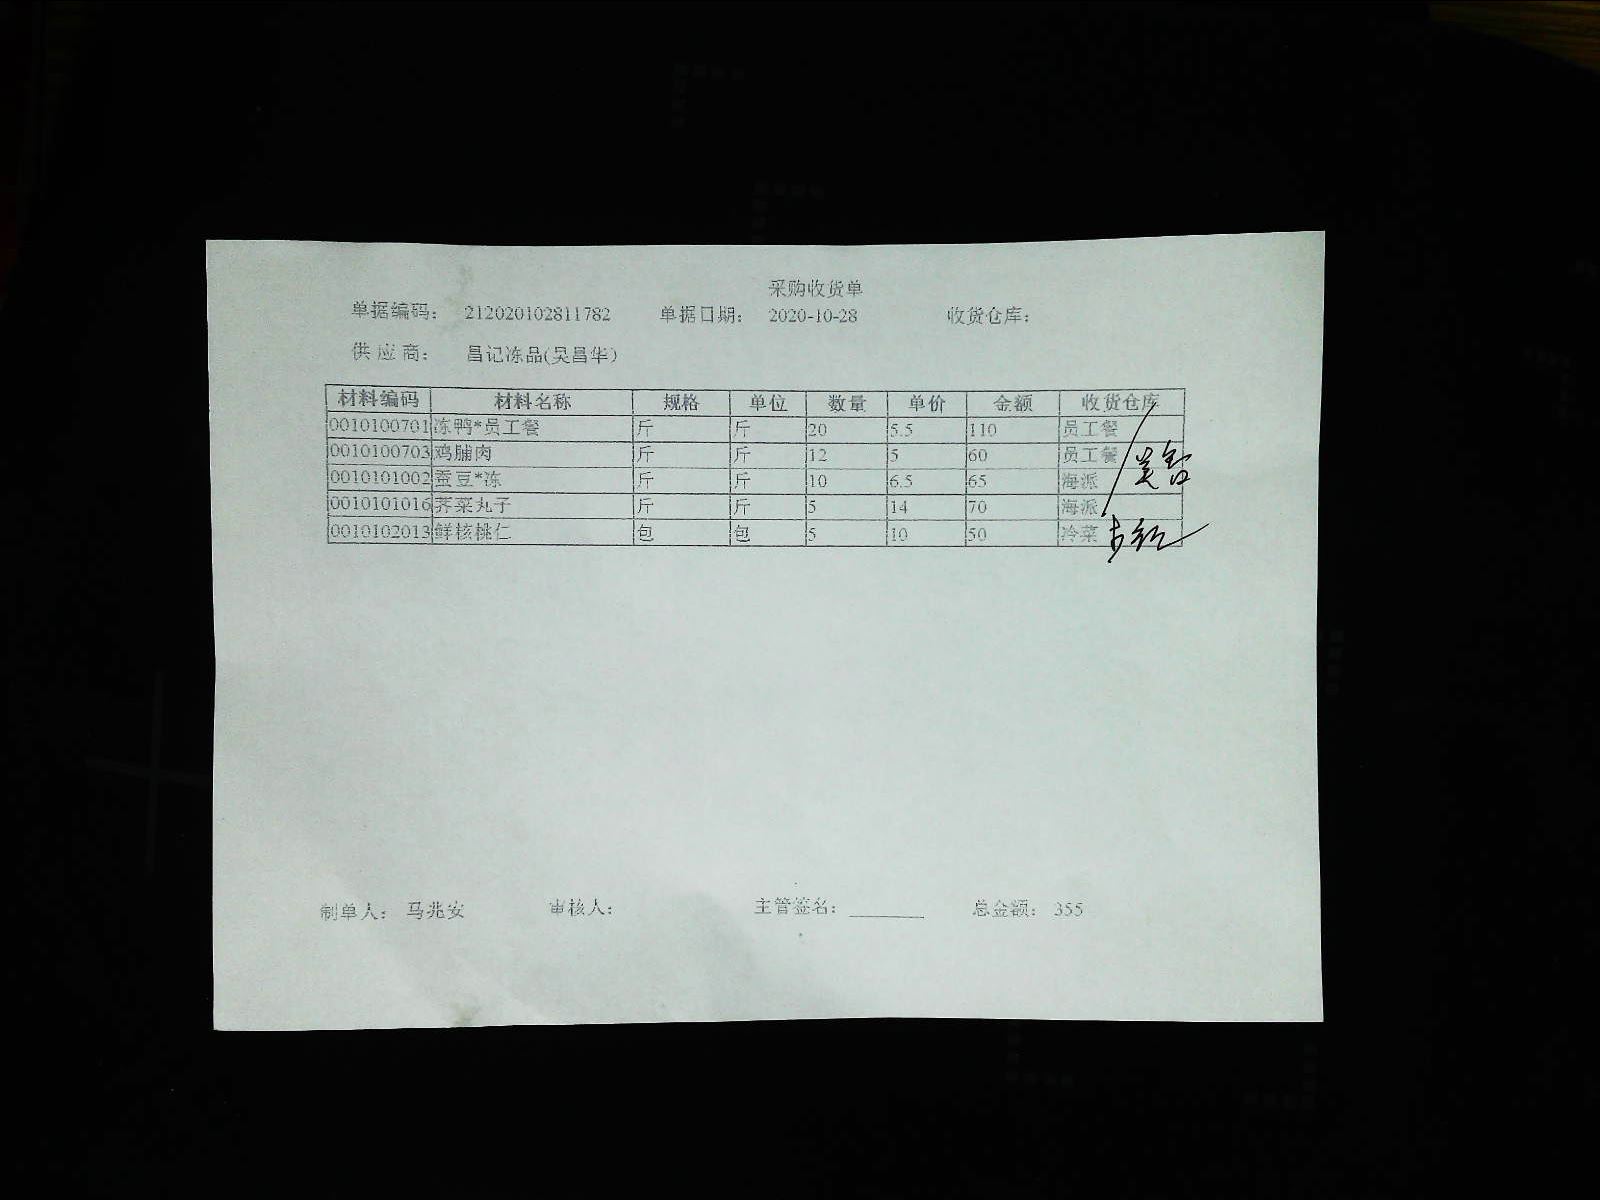 采购收货单
单据编码： 212020102811782 单据日期： 2020-10-28 收货仓库：
供应商： 昌记冻品(吴昌华)
材料编码 材料名称 规格 单位 数量 单价 金额 收货仓库
0010100701 冻鸭*员工餐 斤 斤 20 5.5 110 员工餐
0010100703 鸡脯肉 斤 斤 12 5 60 员工餐
0010101002 蚕豆*冻 斤 斤 10 6.5 65 海派
0010101016 荠菜丸子 斤 斤 5 14 70 海派
0010102013 鲜核桃仁 包 包 5 10 50 冷菜
制单人： 马兆安 审核人： 主管签名： 总金额： 355